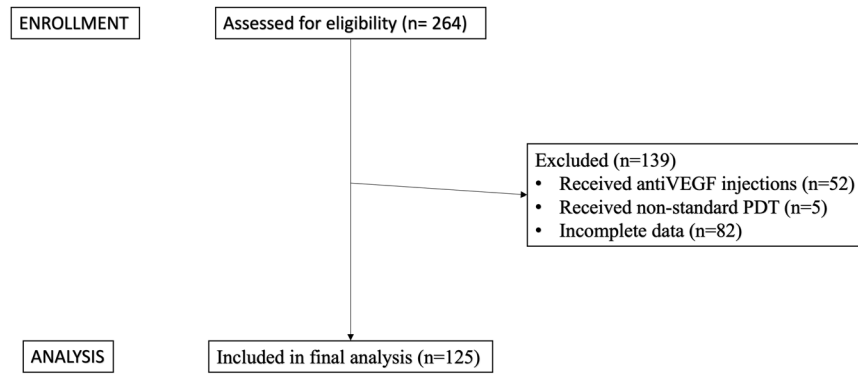 ENROLLMENT
Assessed for eligibility (n= 264)
Excluded (n=139)
• Received antiVEGF injections (n=52)
• Received non-standard PDT (n=5)
• Incomplete data (n=82)
ANALYSIS
Included in final analysis (n=125)